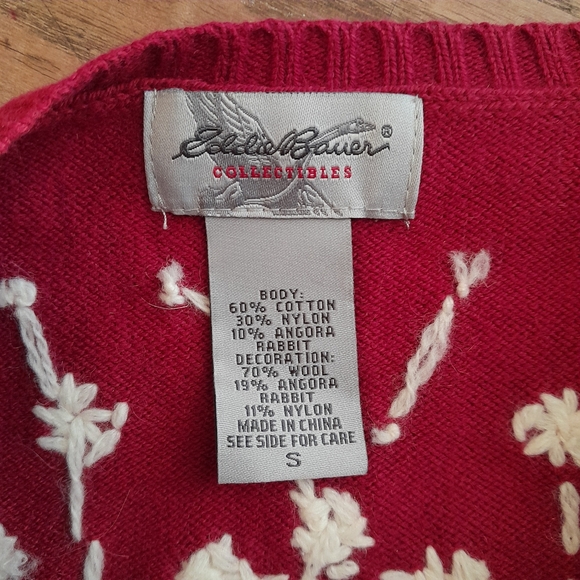 Eddie Bauer®
COLLECTIBLES
BODY:
60% COTTON
30% NYLON
10% ANGORA
RABBIT
DECORATION:
70% WOOL
19% ANGORA
RABBIT
11% NYLON
MADE IN CHINA
SEE SIDE FOR CARE
S